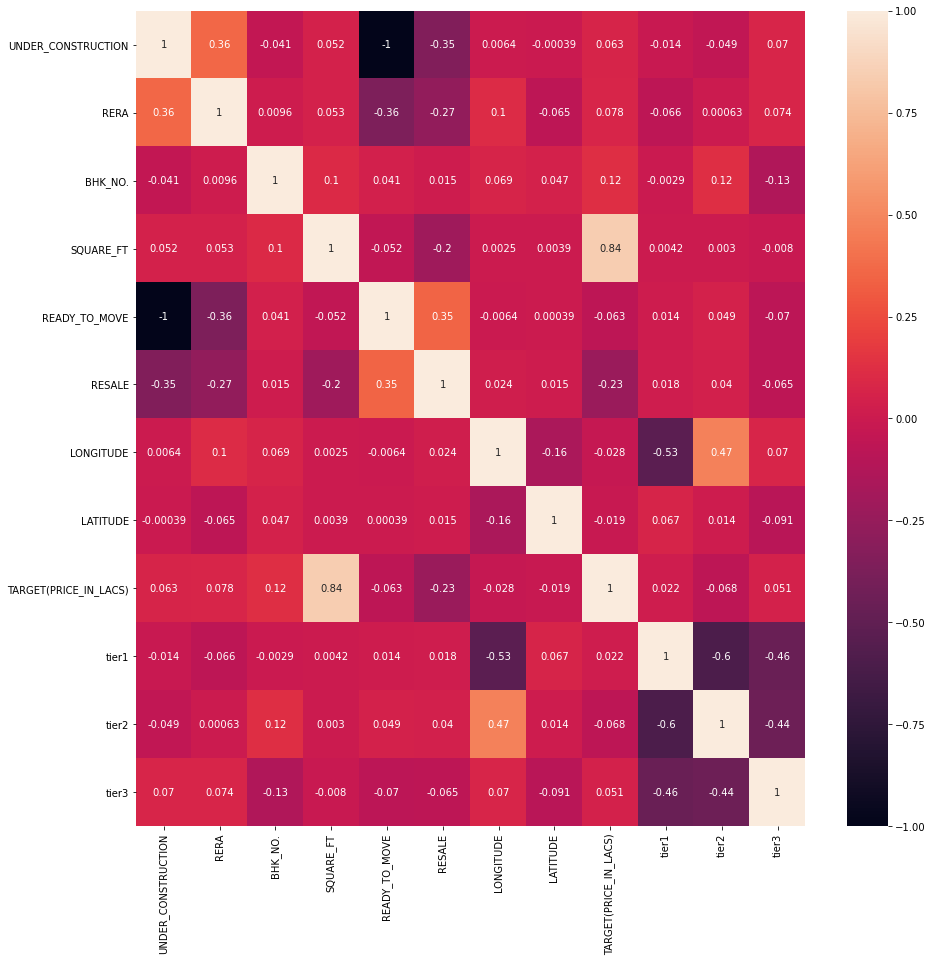 UNDER_CONSTRUCTION 1 0.36 -0.041 0.052 -1 -0.35 0.0064 -0.00039 0.063 -0.014 -0.049 0.07
RERA 0.36 1 0.0096 0.053 -0.36 -0.27 0.1 -0.065 0.078 -0.066 0.00063 0.074
BHK_NO. -0.041 0.0096 1 0.1 0.041 0.015 0.069 0.047 0.12 -0.0029 0.12 -0.13
SQUARE_FT 0.052 0.053 0.1 1 -0.052 -0.2 0.0025 0.0039 0.84 0.0042 0.003 -0.008
READY_TO_MOVE -1 -0.36 0.041 -0.052 1 0.35 -0.0064 0.00039 -0.063 0.014 0.049 -0.07
RESALE -0.35 -0.27 0.015 -0.2 0.35 1 0.024 0.015 -0.23 0.018 0.04 -0.065
LONGITUDE 0.0064 0.1 0.069 0.0025 -0.0064 0.024 1 -0.16 -0.028 -0.53 0.47 0.07
LATITUDE -0.00039 -0.065 0.047 0.0039 0.00039 0.015 -0.16 1 -0.019 0.067 0.014 -0.091
TARGET(PRICE_IN_LACS) 0.063 0.078 0.12 0.84 -0.063 -0.23 -0.028 -0.019 1 0.022 -0.068 0.051
tier1 -0.014 -0.066 -0.0029 0.0042 0.014 0.018 -0.53 0.067 0.022 1 -0.6 -0.46
tier2 -0.049 0.00063 0.12 0.003 0.049 0.04 0.47 0.014 -0.068 -0.6 1 -0.44
tier3 0.07 0.074 -0.13 -0.008 -0.07 -0.065 0.07 -0.091 0.051 -0.46 -0.44 1
UNDER_CONSTRUCTION
RERA
BHK_NO.
SQUARE_FT
READY_TO_MOVE
RESALE
LONGITUDE
LATITUDE
TARGET(PRICE_IN_LACS)
tier1
tier2
tier3
1.00
0.75
0.50
0.25
0.00
−0.25
−0.50
−0.75
−1.00